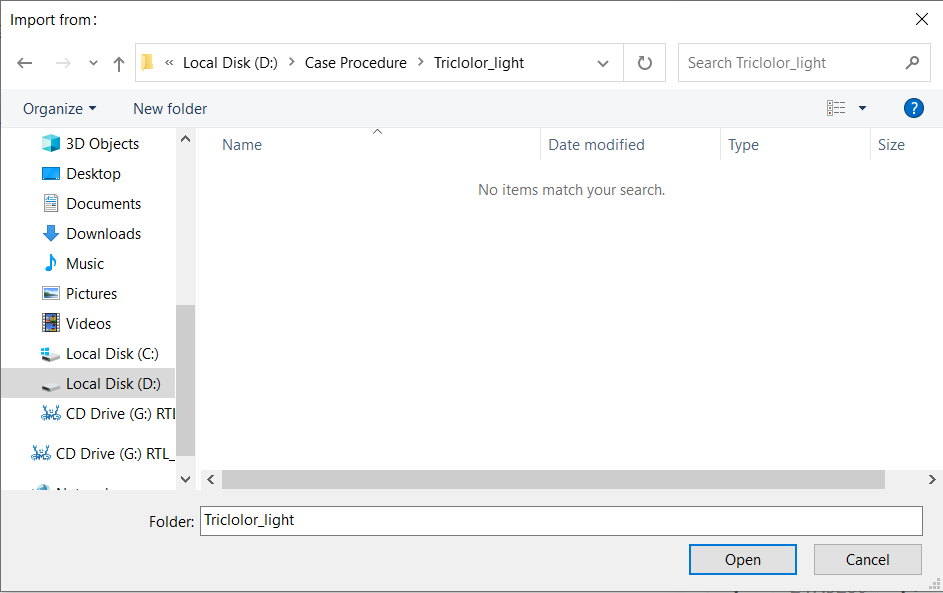 Import from:
« Local Disk (D:) > Case Procedure > Triclolor_light
Search Triclolor_light
Organize
New folder
?
Name
Date modified
Type
Size
No items match your search.
3D Objects
Desktop
Documents
Downloads
Music
Pictures
Videos
Local Disk (C:)
Local Disk (D:)
CD Drive (G:) RTL
CD Drive (G:) RTL_
Folder:
Triclolor_light
Open
Cancel